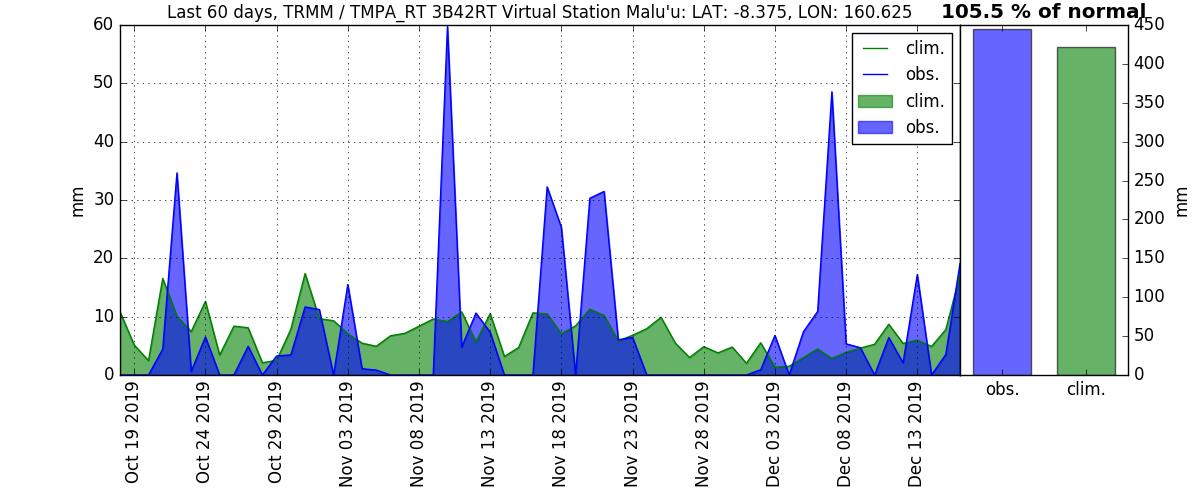 Last 60 days, TRMM / TMPA_RT 3B42RT Virtual Station Malu'u: LAT: -8.375, LON: 160.625
105.5 % of normal
60
50
40
30
20
10
0
mm
clim.
obs.
clim.
obs.
450
400
350
300
250
200
150
100
50
0
mm
Oct 19 2019
Oct 24 2019
Oct 29 2019
Nov 03 2019
Nov 08 2019
Nov 13 2019
Nov 18 2019
Nov 23 2019
Nov 28 2019
Dec 03 2019
Dec 08 2019
Dec 13 2019
obs.
clim.